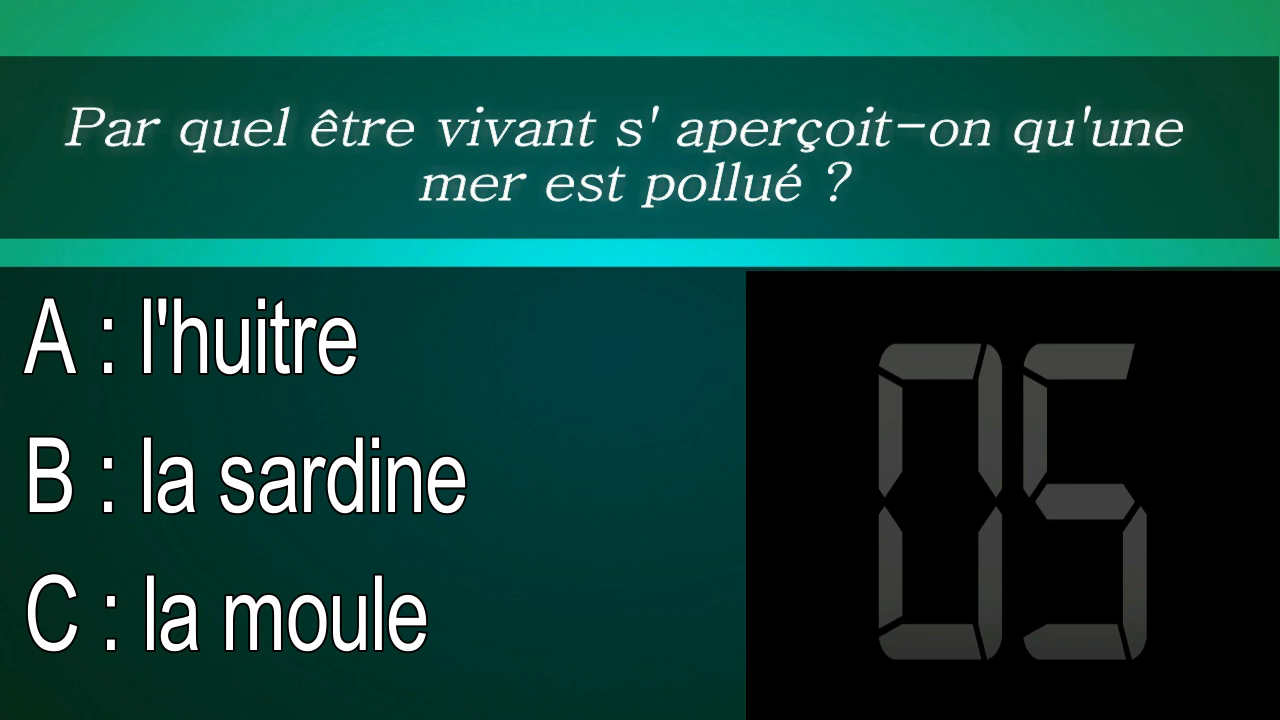 Par quel être vivant s' aperçoit-on qu'une
mer est pollué ?
A : l'huitre
B : la sardine
C : la moule
05